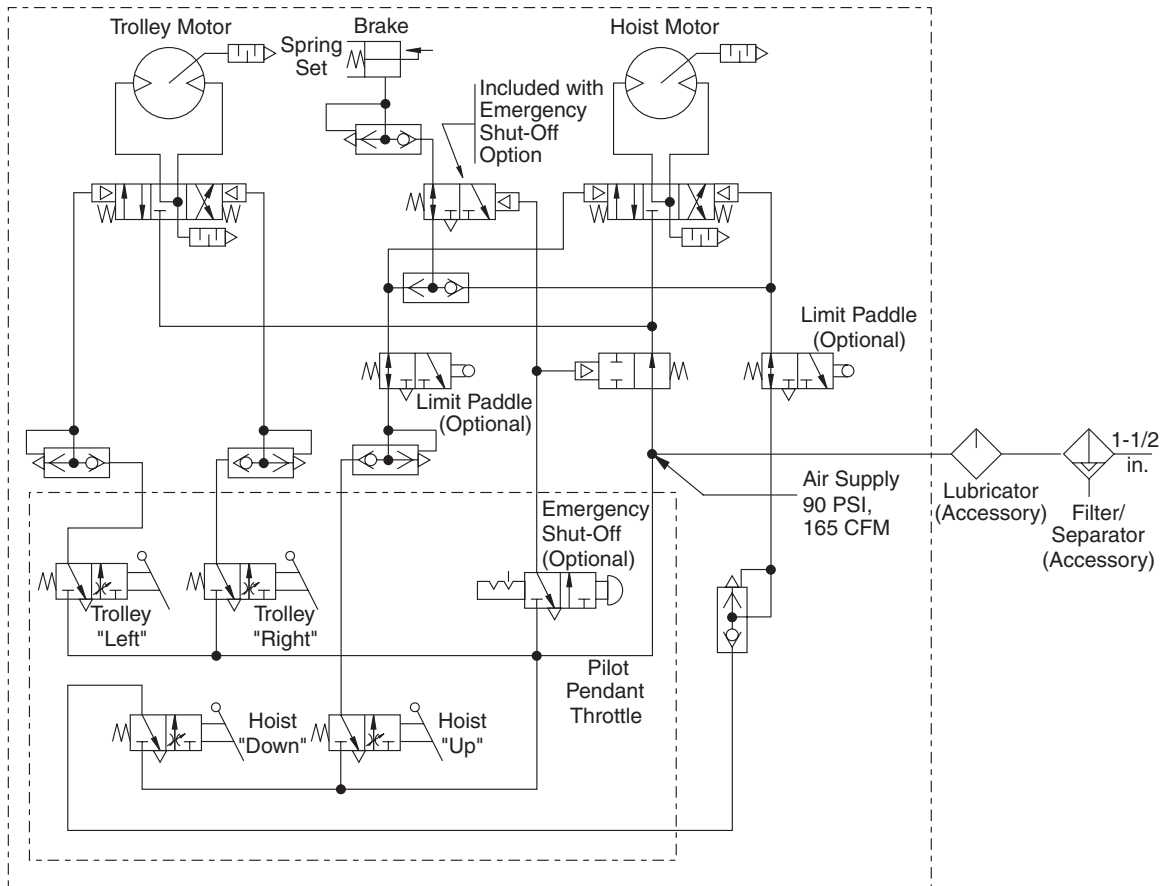 Trolley Motor
Brake
Hoist Motor
Spring
Set
Included with
Emergency
Shut-Off
Option
Limit Paddle
(Optional)
Limit Paddle
(Optional)
1-1/2
in.
Air Supply
90 PSI,
165 CFM
Lubricator
(Accessory)
Filter/
Separator
(Accessory)
Emergency
Shut-Off
(Optional)
Trolley
"Left"
Trolley
"Right"
Pilot
Pendant
Throttle
Hoist
"Down"
Hoist
"Up"